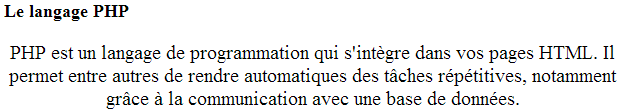 Le langage PHP
PHP est un langage de programmation qui s'intègre dans vos pages HTML. Il
permet entre autres de rendre automatiques des tâches répétitives, notamment
grâce à la communication avec une base de données.